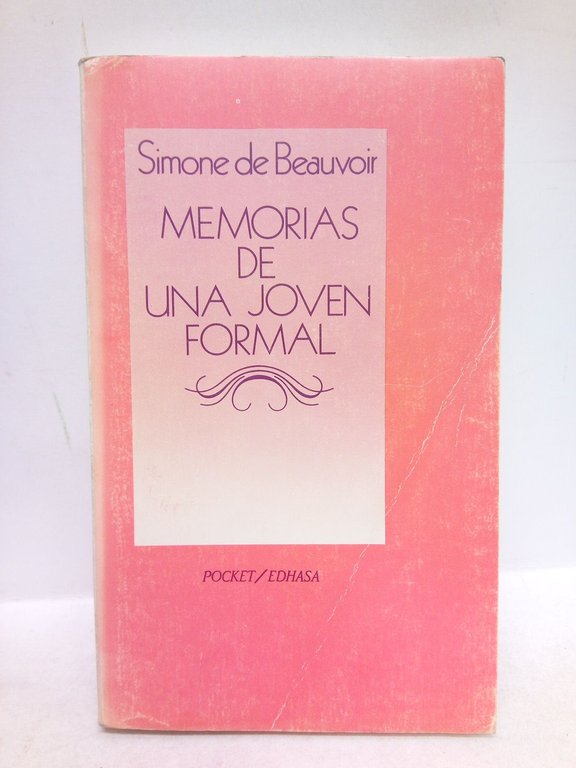 Simone de Beauvoir
MEMORIAS
DE
UNA JOVEN
FORMAL
POCKET/EDHASA